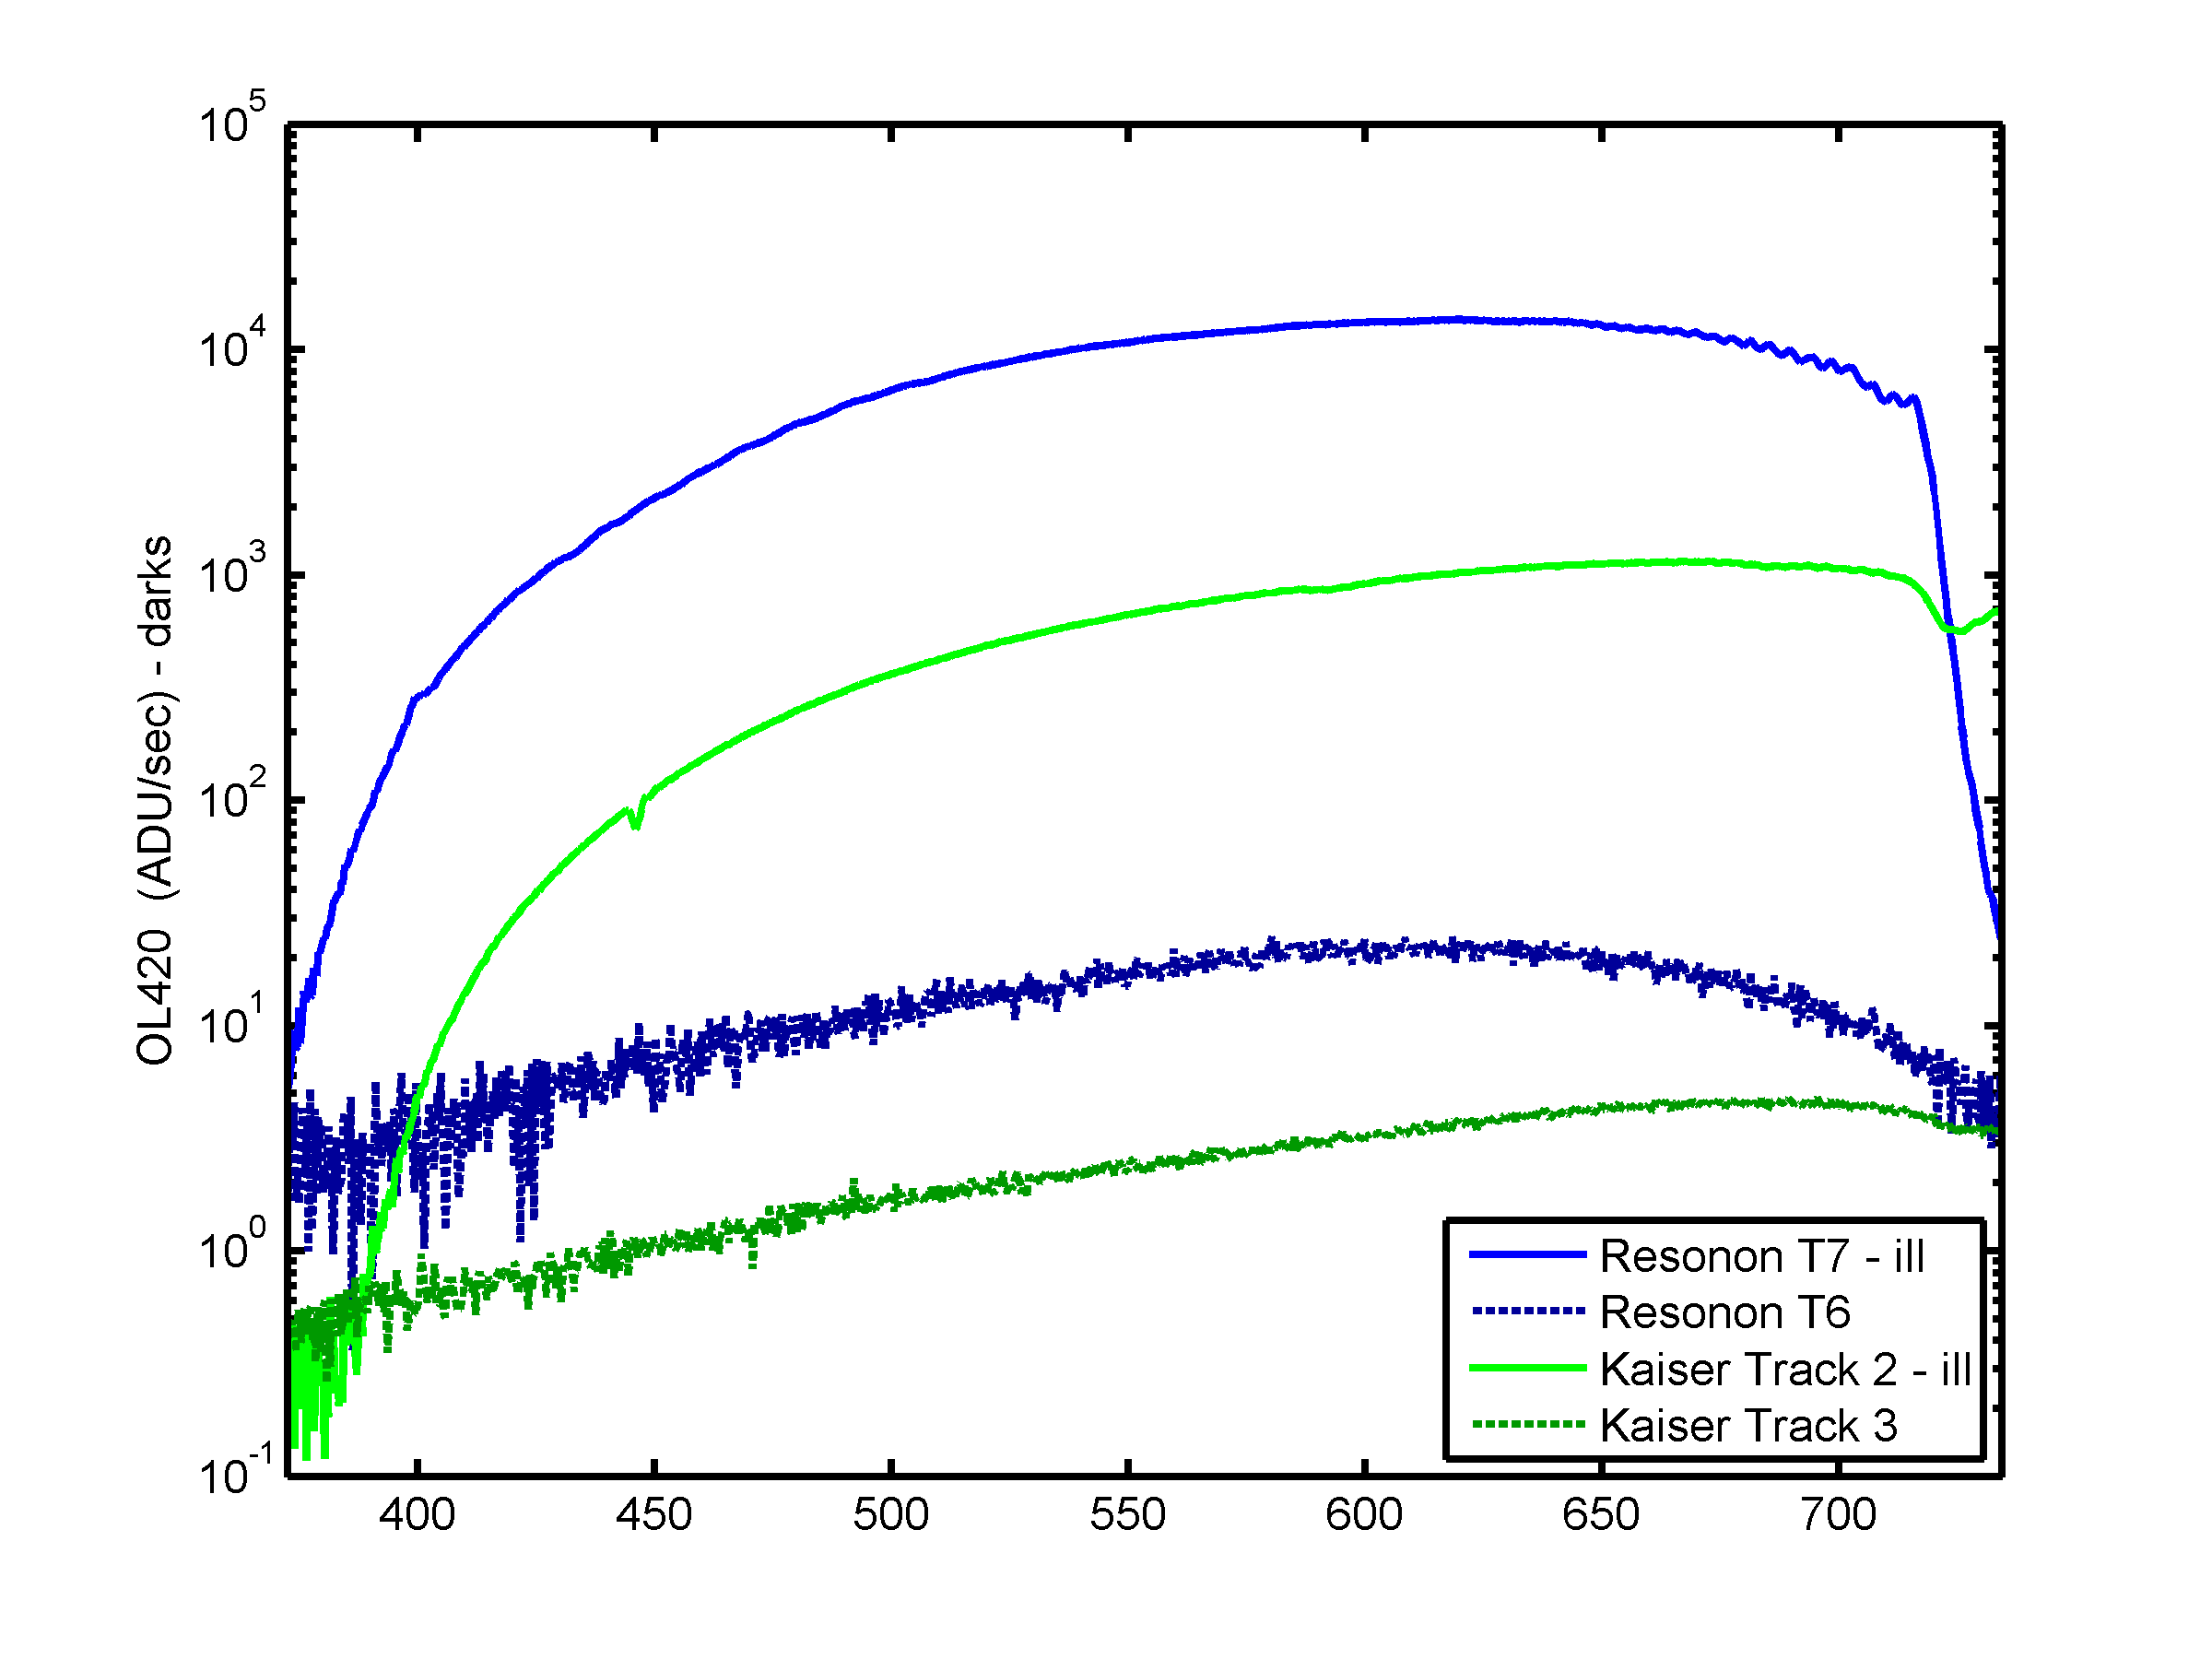 10^5
10^4
10^3
10^2
10^1
10^0
10^-1
OL420 (ADU/sec) - darks
400 450 500 550 600 650 700
Resonon T7 - ill
Resonon T6
Kaiser Track 2 - ill
Kaiser Track 3